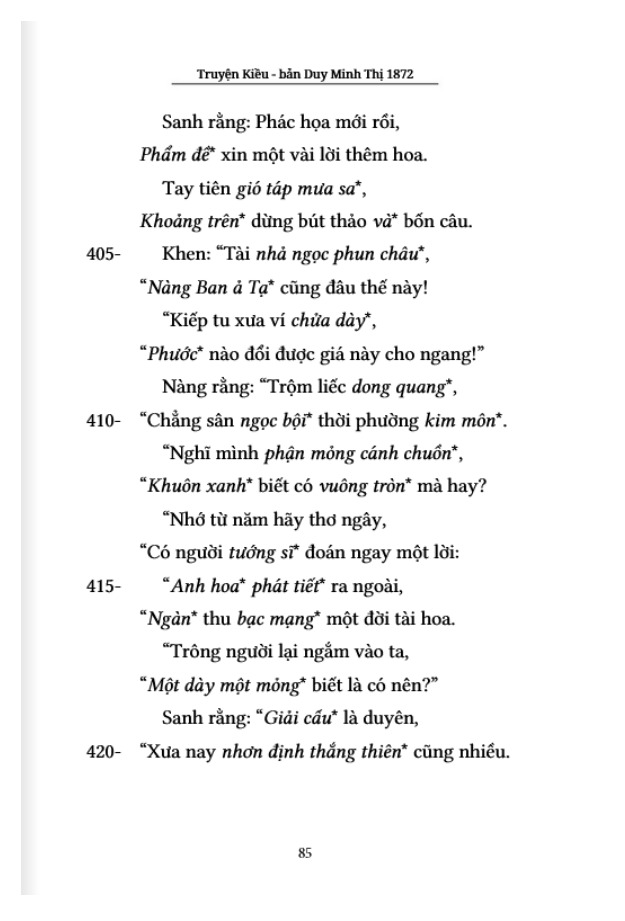 Truyện Kiều - bản Duy Minh Thị 1872
Sanh rằng: Phác họa mới rồi,
Phẩm đề* xin một vài lời thêm hoa.
Tay tiên gió táp mưa sa*,
Khoảng trên* dừng bút thảo và* bốn câu.
405- Khen: “Tài nhả ngọc phun châu*,
“Nàng Ban ả Tạ* cũng đâu thế này!
“Kiếp tu xưa ví chửa dày*,
“Phước* nào đổi được giá này cho ngang!”
Nàng rằng: “Trộm liếc dong quang*,
410- “Chẳng sân ngọc bội* thời phường kim môn*.
“Nghĩ mình phận mỏng cánh chuồn*,
“Khuôn xanh* biết có vuông tròn* mà hay?
“Nhớ từ năm hãy thơ ngây,
“Có người tướng sĩ* đoán ngay một lời:
415- “Anh hoa* phát tiết* ra ngoài,
“Ngàn* thu bạc mạng* một đời tài hoa.
“Trông người lại ngắm vào ta,
“Một dày một mỏng* biết là có nên?”
Sanh rằng: “Giải cấu* là duyên,
420- “Xưa nay nhơn định thắng thiên* cũng nhiều.
85